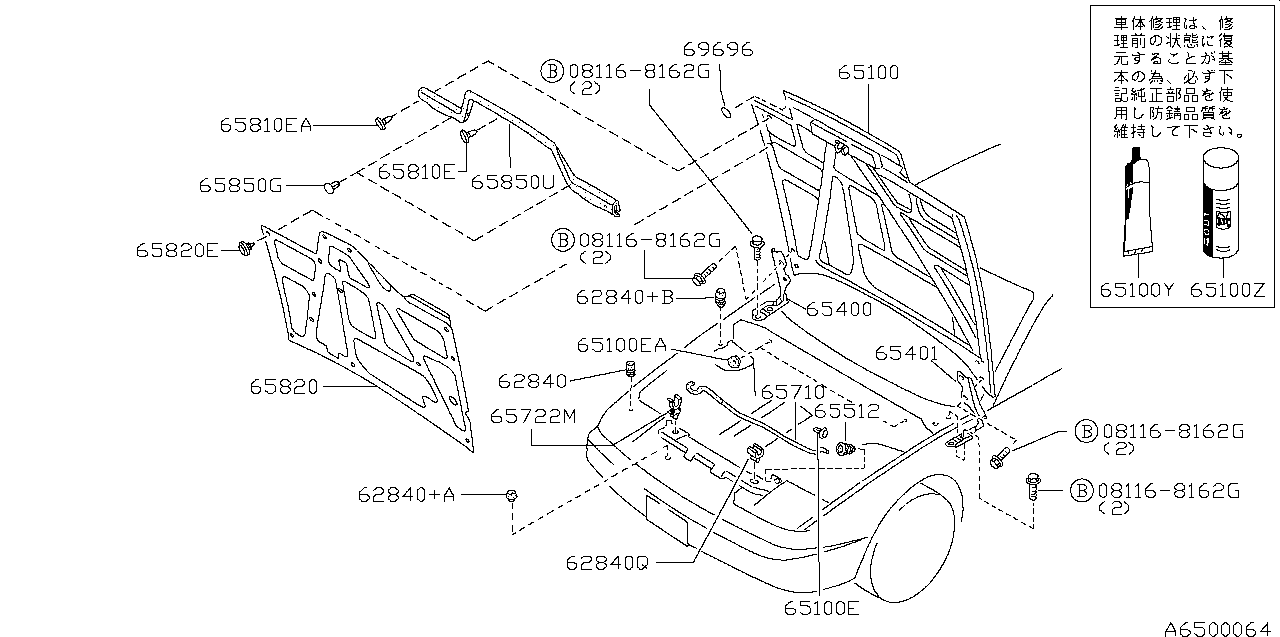 69696
Ⓑ08116-8162G
(2)
65100
65810EA
65810E
65850U
65850G
65820E
Ⓑ08116-8162G
(2)
62840+B
65400
65100EA
65401
62840
65710
65512
65820
65722M
Ⓑ08116-8162G
(2)
62840+A
Ⓑ08116-8162G
(2)
62840Q
65100E
車体修理は、修
理前の状態に復
元することが基
本の為、必ず下
記純正部品を使
用し防錆品質を
維持して下さい。
65100Y
65100Z
A6500064